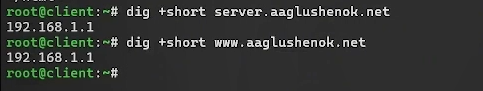 root@client:~# dig +short server.aaglushenok.net
192.168.1.1
root@client:~# dig +short www.aaglushenok.net
192.168.1.1
root@client:~#